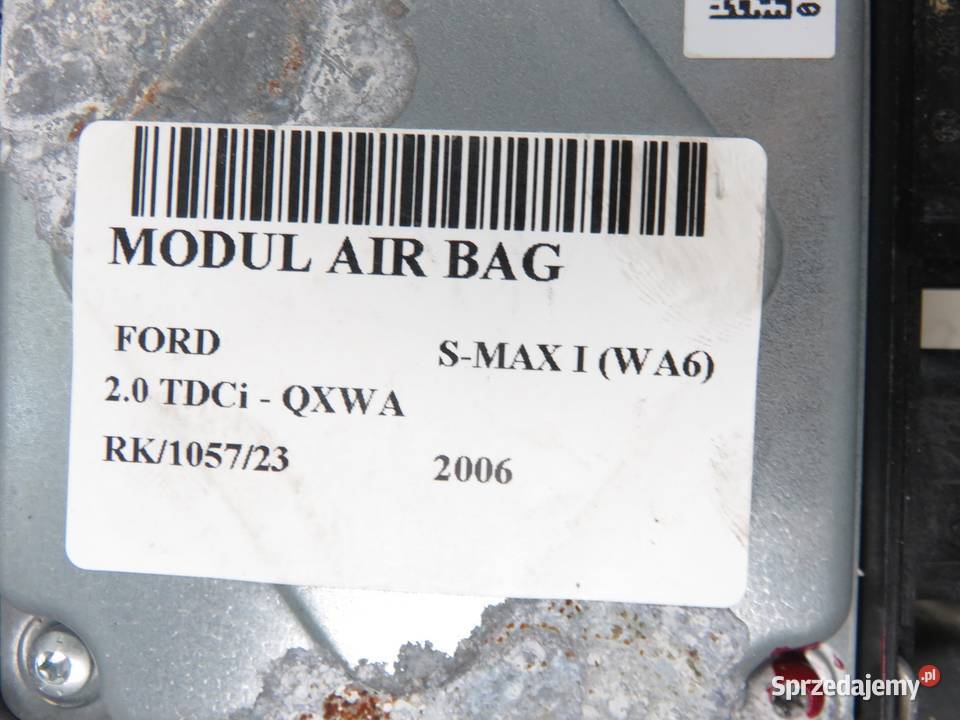 MODUL AIR BAG
FORD S-MAX I (WA6)
2.0 TDCi - QXWA
RK/1057/23 2006
Sprzedajemy.pl